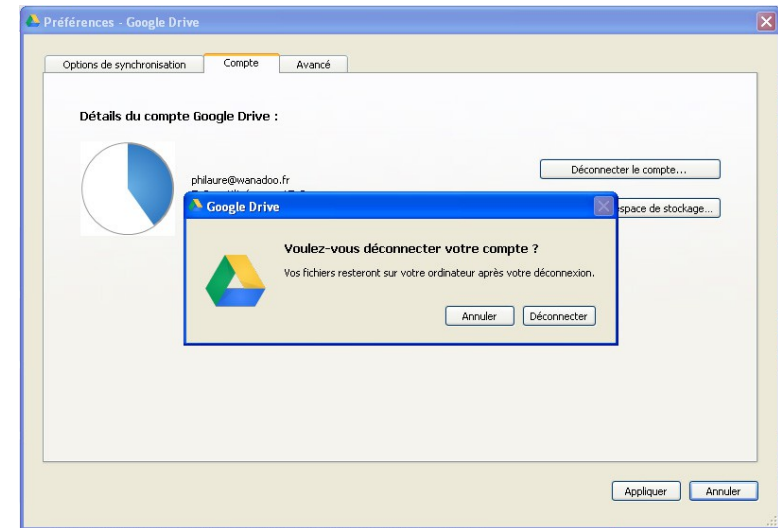 Préférences - Google Drive
Options de synchronisation Compte Avancé
Détails du compte Google Drive :
philaure@wanadoo.fr
Déconnecter le compte...
Google Drive
espace de stockage...
Voulez-vous déconnecter votre compte ?
Vos fichiers resteront sur votre ordinateur après votre déconnexion.
Annuler Déconnecter
Appliquer Annuler